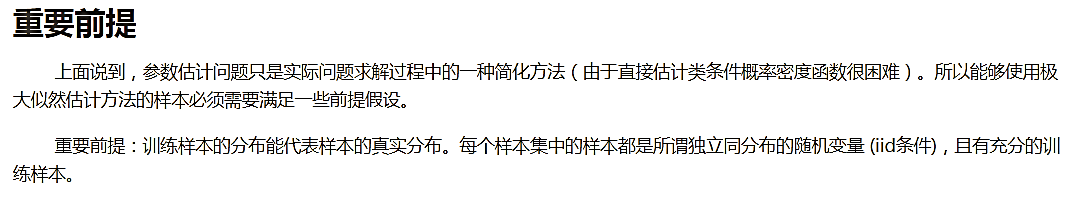 重要前提
上面说到，参数估计问题只是实际问题求解过程中的一种简化方法（由于直接估计类条件概率密度函数很困难）。所以能够使用极
大似然估计方法的样本必须需要满足一些前提假设。
重要前提：训练样本的分布能代表样本的真实分布。每个样本集中的样本都是所谓独立同分布的随机变量 (iid条件)，且有充分的训
练样本。